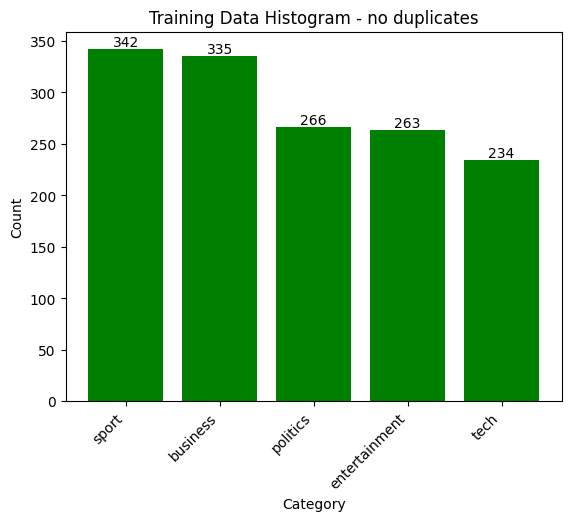 Training Data Histogram - no duplicates
342
335
266
263
234
350
300
250
200
150
100
50
0
Count
sport
business
politics
entertainment
tech
Category